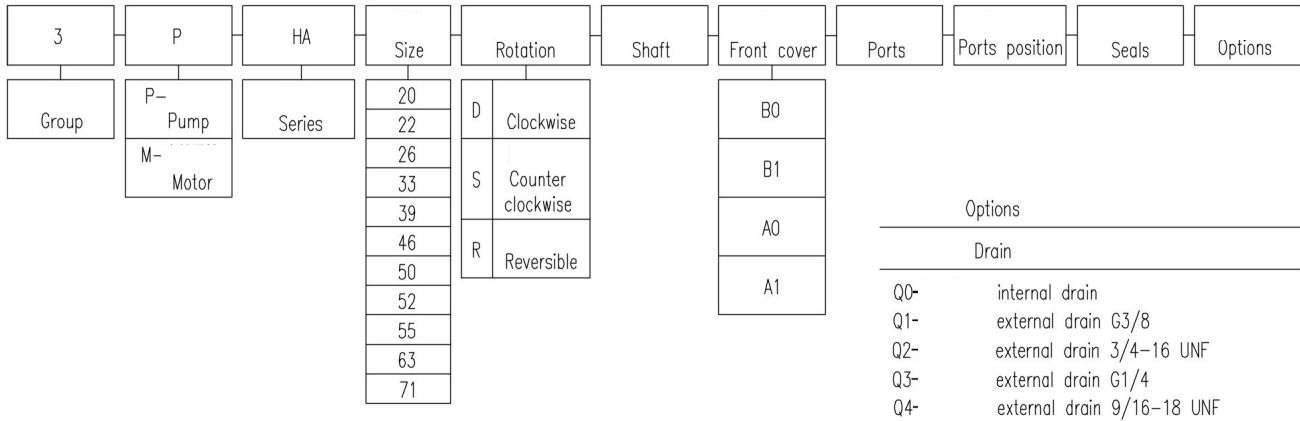 3 P HA Size Rotation Shaft Front cover Ports Ports position Seals Options
Group
P-
Pump
M-
Motor
Series
20
22
26
33
39
46
50
52
55
63
71
D Clockwise
S Counter
clockwise
R Reversible
B0
B1
A0
A1
Options
Drain
Q0- internal drain
Q1- external drain G3/8
Q2- external drain 3/4-16 UNF
Q3- external drain G1/4
Q4- external drain 9/16-18 UNF